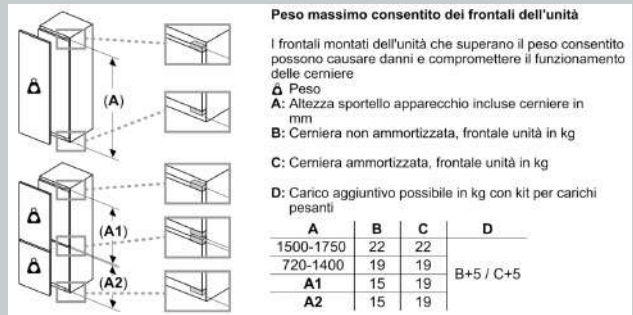 Peso massimo consentito dei frontali dell'unità
I frontali montati dell'unità che superano il peso consentito
possono causare danni e compromettere il funzionamento
delle cerniere
Peso
A: Altezza sportello apparecchio incluse cerniere in
mm
B: Cerniera non ammortizzata, frontale unità in kg
C: Cerniera ammortizzata, frontale unità in kg
D: Carico aggiuntivo possibile in kg con kit per carichi
pesanti
(A)
(A1)
(A2)
A B C D
1500-1750 22 22
720-1400 19 19
B+5 / C+5
A1 15 19
A2 15 19